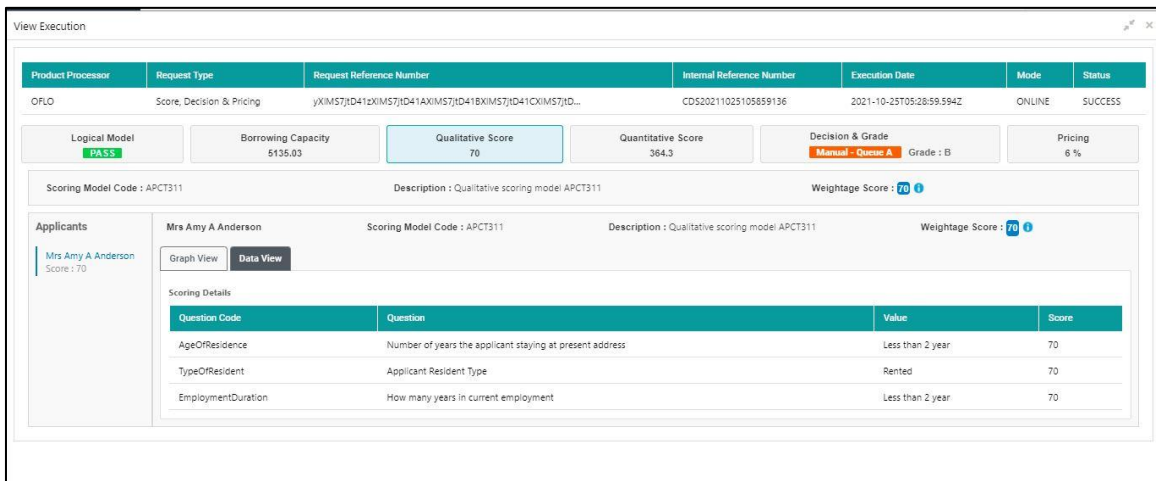 View Execution
Product Processor Request Type Request Reference Number Internal Reference Number Execution Date Mode Status
OFLO Score, Decision & Pricing yXIMS7JtD41zXIMS7JtD41AXIMS7JtD41BXIMS7JtD41CXIMS7JtD... CDS20211025105859136 2021-10-25T05:28:59.594Z ONLINE SUCCESS
Logical Model Borrowing Capacity Qualitative Score Quantitative Score Decision & Grade Pricing
PASS 5135.03 70 364.3 Manual - Queue A Grade : B 6 %
Scoring Model Code : APCT311 Description : Qualitative scoring model APCT311 Weightage Score : 70
Applicants Mrs Amy A Anderson Scoring Model Code : APCT311 Description : Qualitative scoring model APCT311 Weightage Score : 70
Mrs Amy A Anderson
Score : 70
Graph View Data View
Scoring Details
Question Code Question Value Score
AgeOfResidence Number of years the applicant staying at present address Less than 2 year 70
TypeOfResident Applicant Resident Type Rented 70
EmploymentDuration How many years in current employment Less than 2 year 70